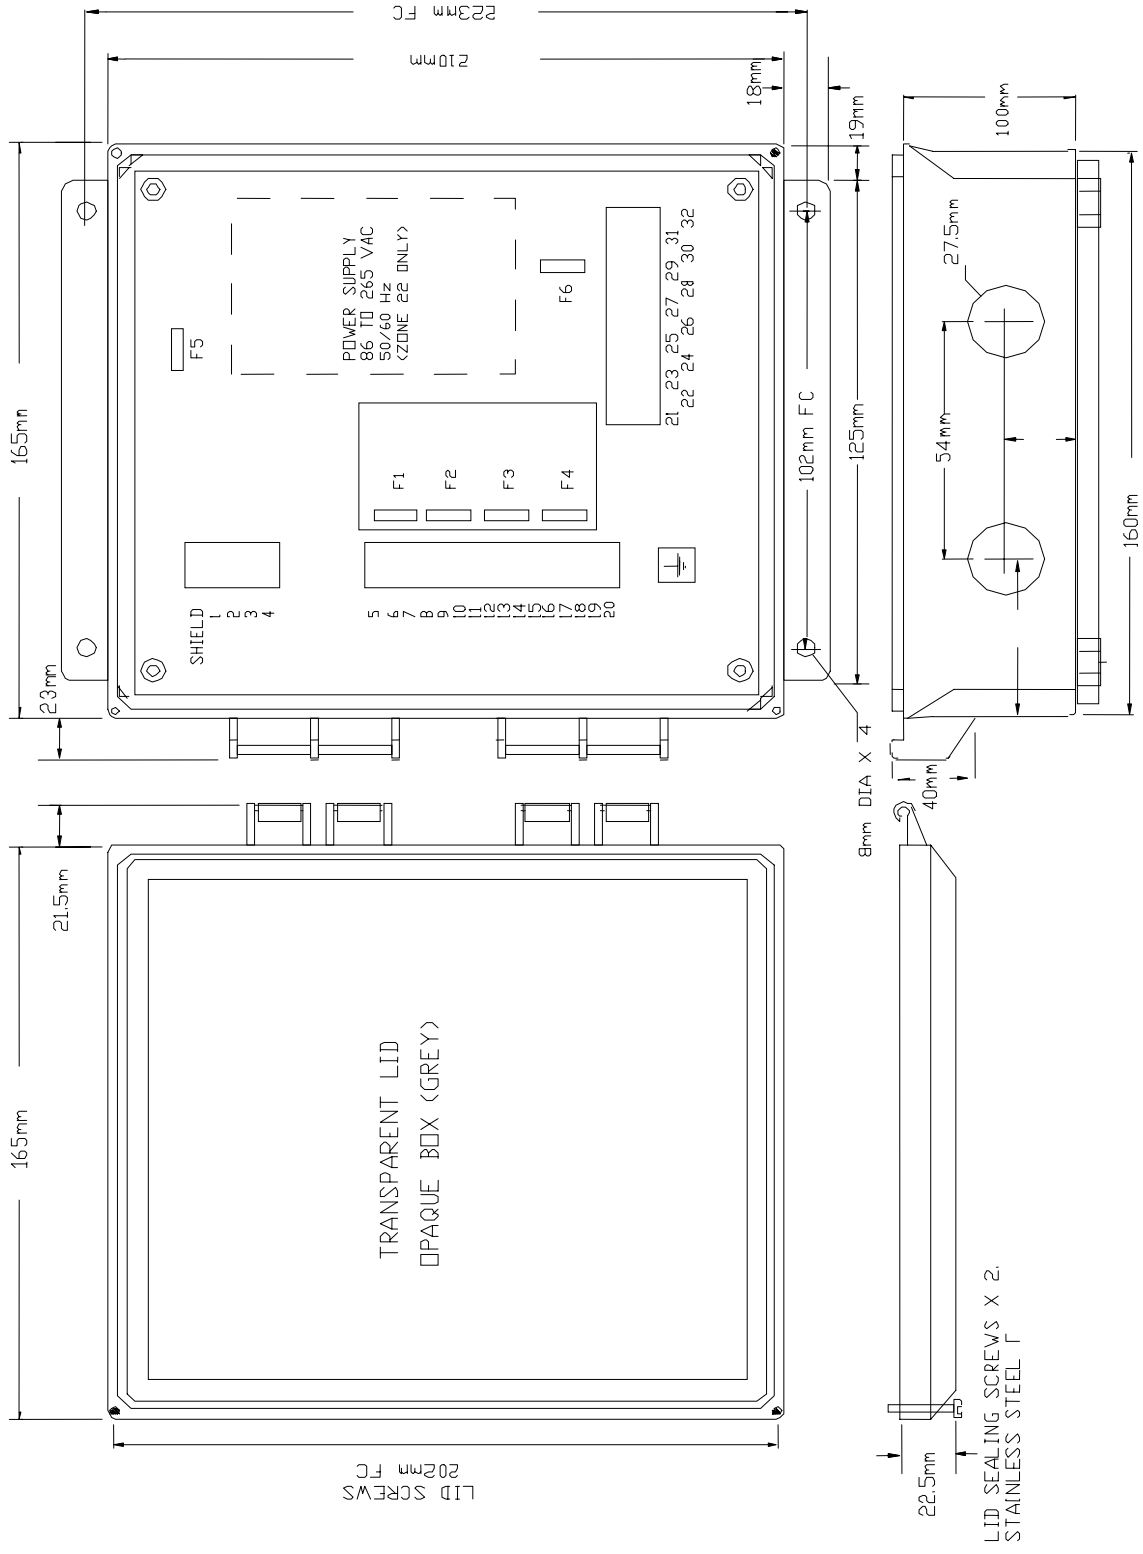 223mm FC
210mm
18mm
19mm
165mm
23mm
F5
POWER SUPPLY
86 TO 265 VAC
50/60 Hz
<ZONE 22 ONLY>
F6
F1
F2
F3
F4
21 23 25 27 29 31
22 24 26 28 30 32
SHIELD
1
2
3
4
5
6
7
8
9
10
11
12
13
14
15
16
17
18
19
20
102mm FC
125mm
8mm DIA X 4
100mm
27.5mm
54mm
160mm
40mm
21.5mm
165mm
TRANSPARENT LID
OPAQUE BOX <GREY>
LID SCREWS
202mm FC
22.5mm
LID SEALING SCREWS X 2.
STAINLESS STEEL